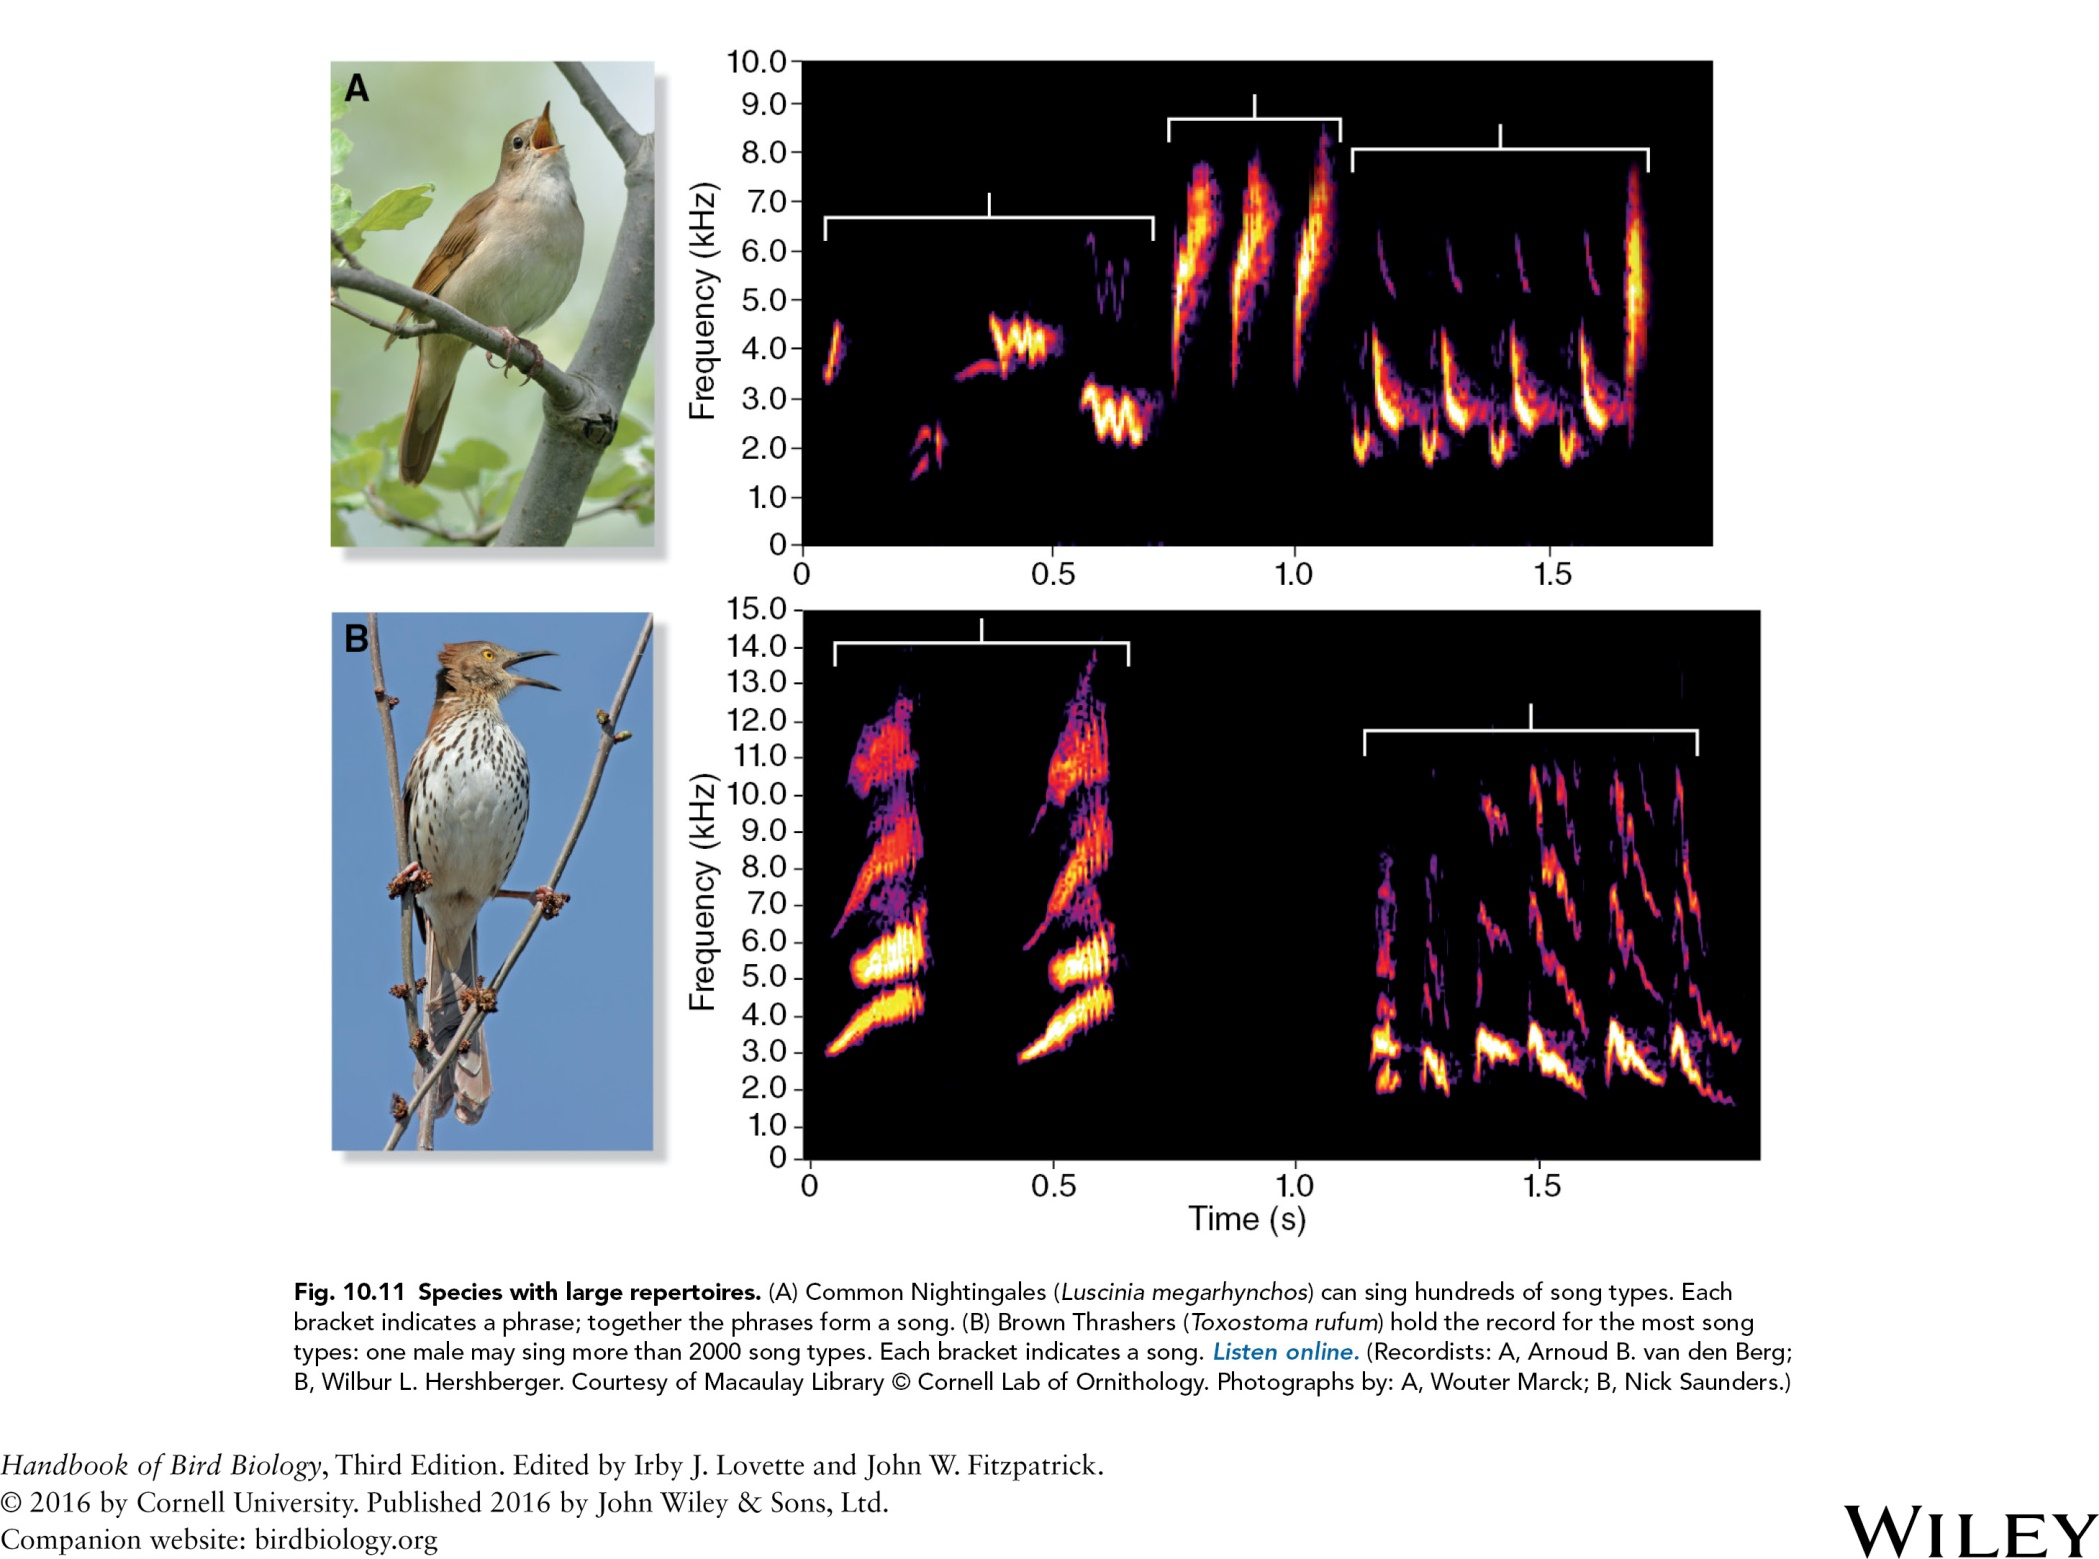 A
10.0
9.0
8.0
7.0
6.0
5.0
4.0
3.0
2.0
1.0
0
Frequency (kHz)
0 0.5 1.0 1.5
B
15.0
14.0
13.0
12.0
11.0
10.0
9.0
8.0
7.0
6.0
5.0
4.0
3.0
2.0
1.0
0
Frequency (kHz)
0 0.5 1.0 1.5
Time (s)
Fig. 10.11 Species with large repertoires. (A) Common Nightingales (Luscinia megarhynchos) can sing hundreds of song types. Each
bracket indicates a phrase; together the phrases form a song. (B) Brown Thrashers (Toxostoma rufum) hold the record for the most song
types: one male may sing more than 2000 song types. Each bracket indicates a song. Listen online. (Recordists: A, Arnoud B. van den Berg;
B, Wilbur L. Hershberger. Courtesy of Macaulay Library © Cornell Lab of Ornithology. Photographs by: A, Wouter Marck; B, Nick Saunders.)
Handbook of Bird Biology, Third Edition. Edited by Irby J. Lovette and John W. Fitzpatrick.
© 2016 by Cornell University. Published 2016 by John Wiley & Sons, Ltd.
Companion website: birdbiology.org
WILEY